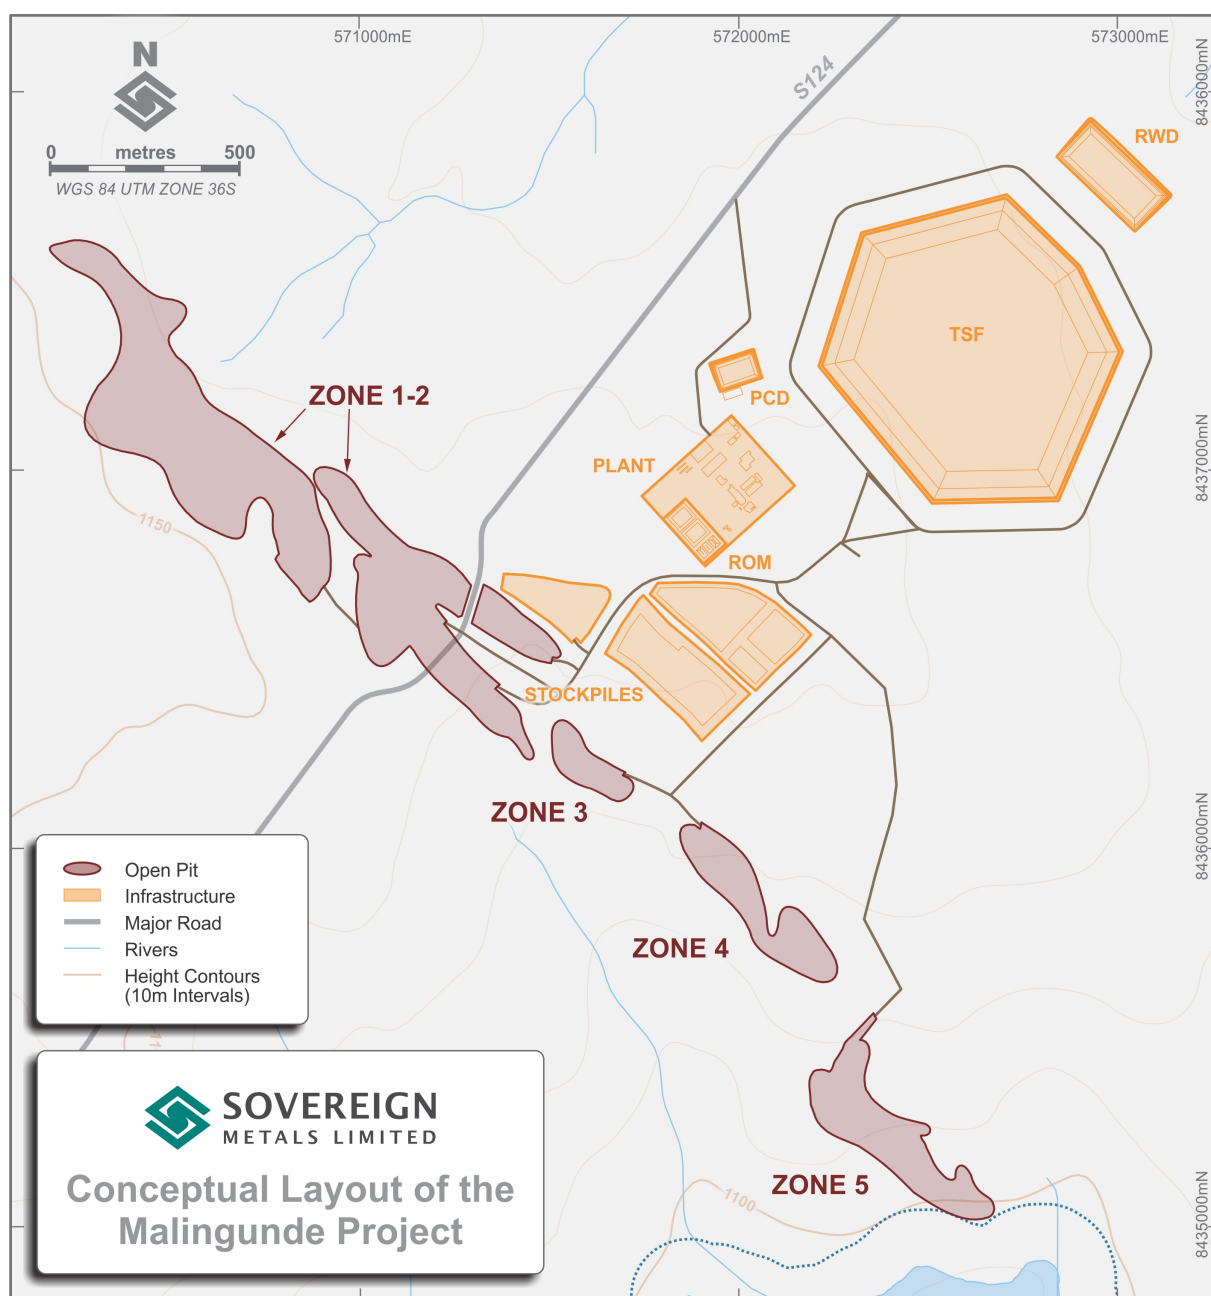 571000mE
572000mE
573000mE
N
0 metres 500
WGS 84 UTM ZONE 36S
S124
RWD
8436000mN
TSF
ZONE 1-2
PCD
PLANT
8437000mN
1150
ROM
STOCKPILES
ZONE 3
8436000mN
Open Pit
Infrastructure
Major Road
Rivers
Height Contours
(10m Intervals)
ZONE 4
11
SOVEREIGN
METALS LIMITED
Conceptual Layout of the
Malingunde Project
ZONE 5
1100
8435000mN